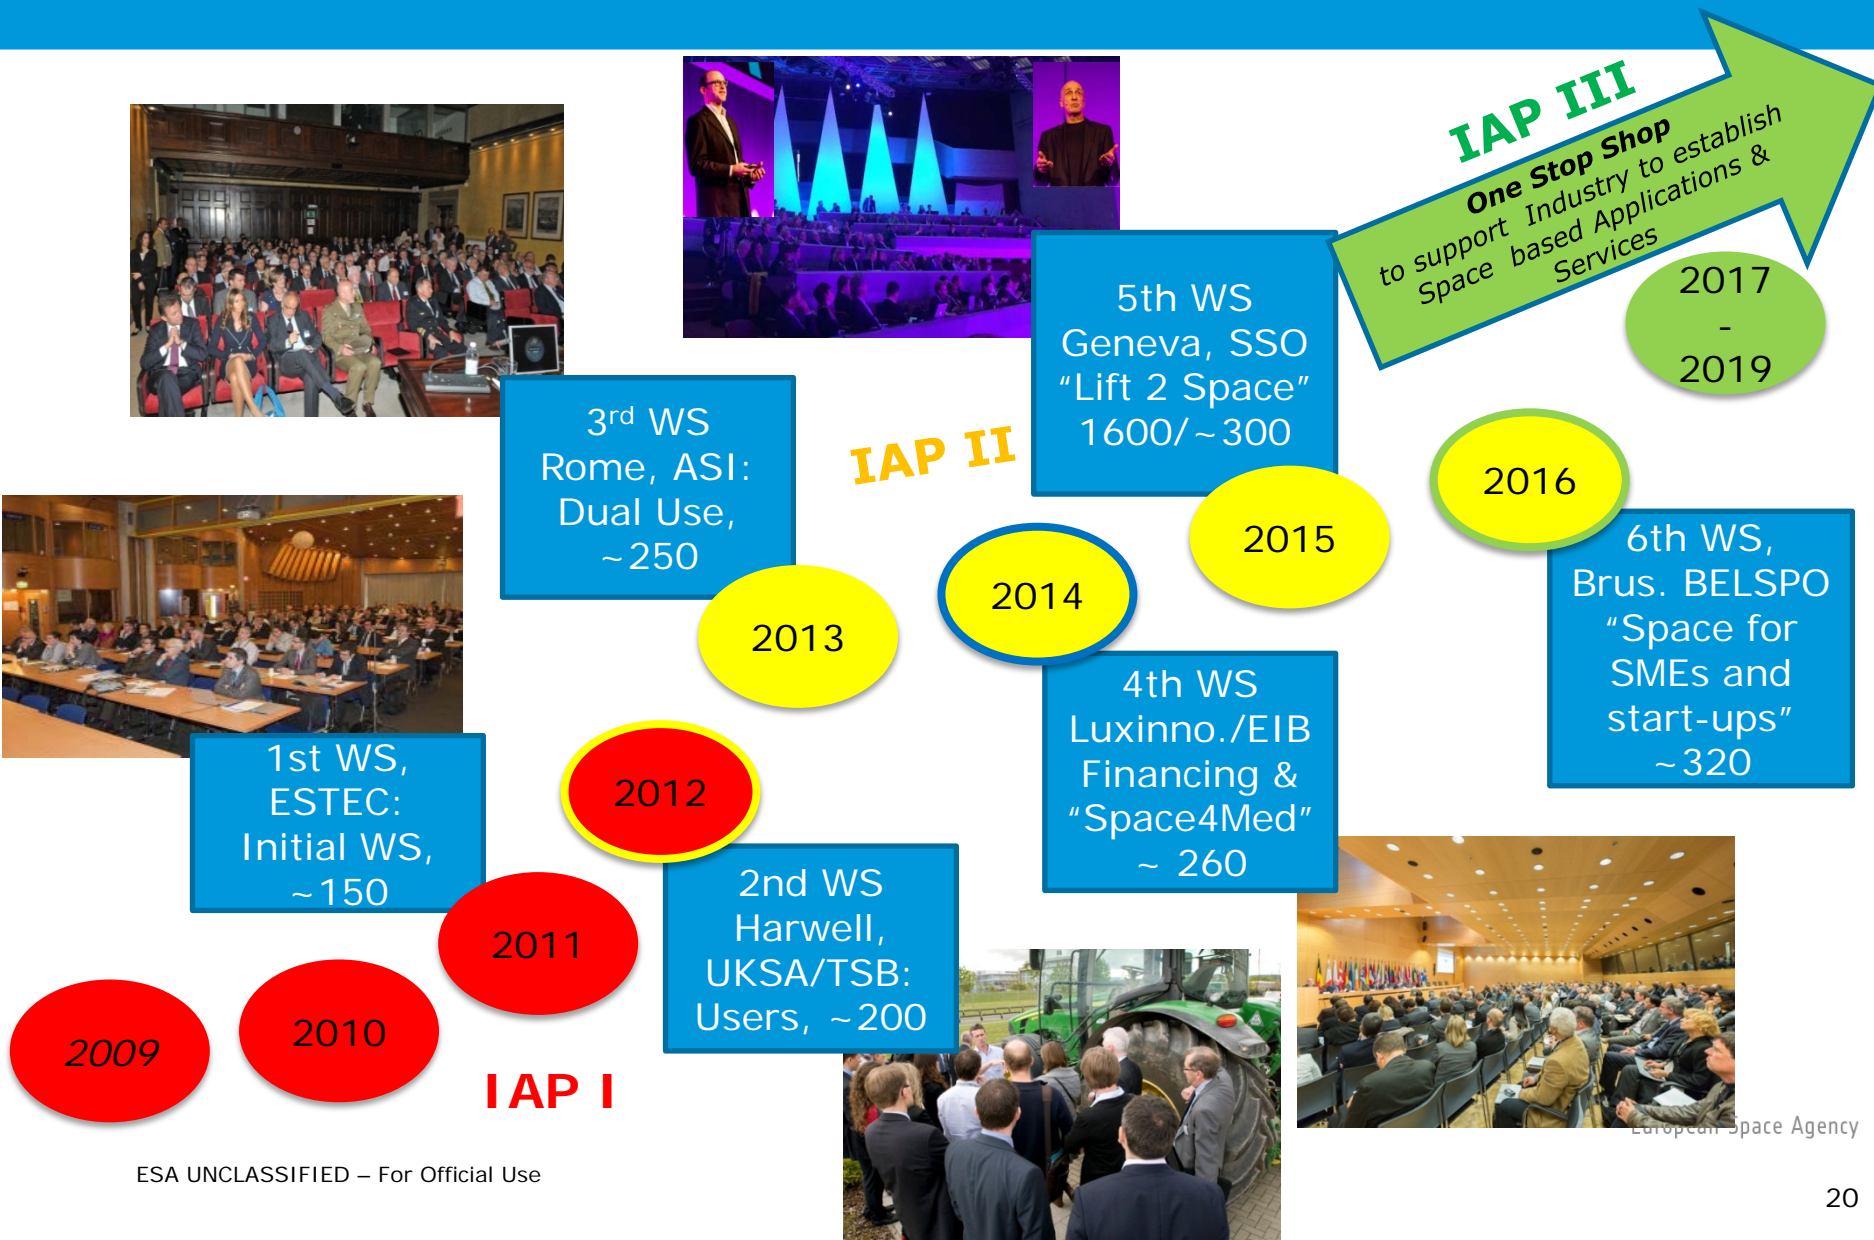 IAP III
One Stop Shop
to support Industry to establish
Space based Applications &
Services
2017
-
2019
5th WS
Geneva, SSO
“Lift 2 Space”
1600/~300
3rd WS
Rome, ASI:
Dual Use,
~250
IAP II
2016
2015
2014
2013
6th WS,
Brus. BELSPO
“Space for
SMEs and
start-ups”
~320
4th WS
Luxinno./EIB
Financing &
“Space4Med”
~ 260
1st WS,
ESTEC:
Initial WS,
~150
2012
2nd WS
Harwell,
UKSA/TSB:
Users, ~200
2011
2010
2009
IAP I
European Space Agency
ESA UNCLASSIFIED – For Official Use
20